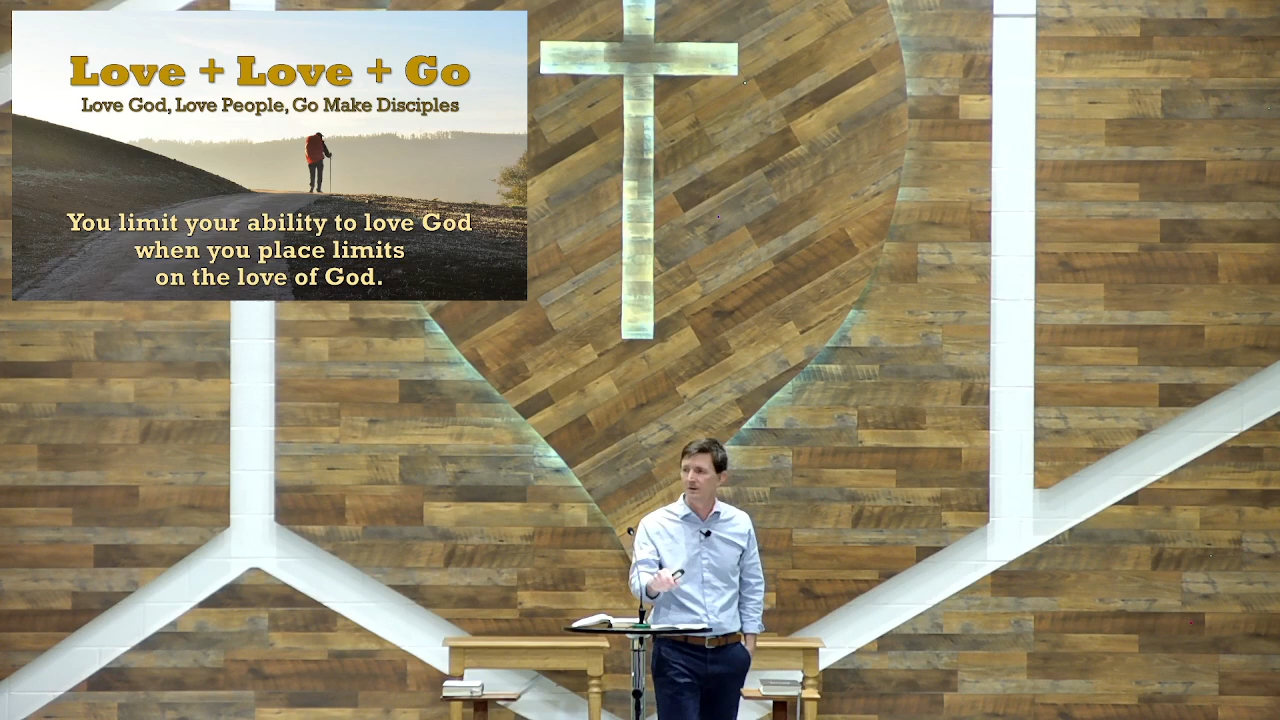 Love + Love + Go
Love God, Love People, Go Make Disciples
You limit your ability to love God
when you place limits
on the love of God.